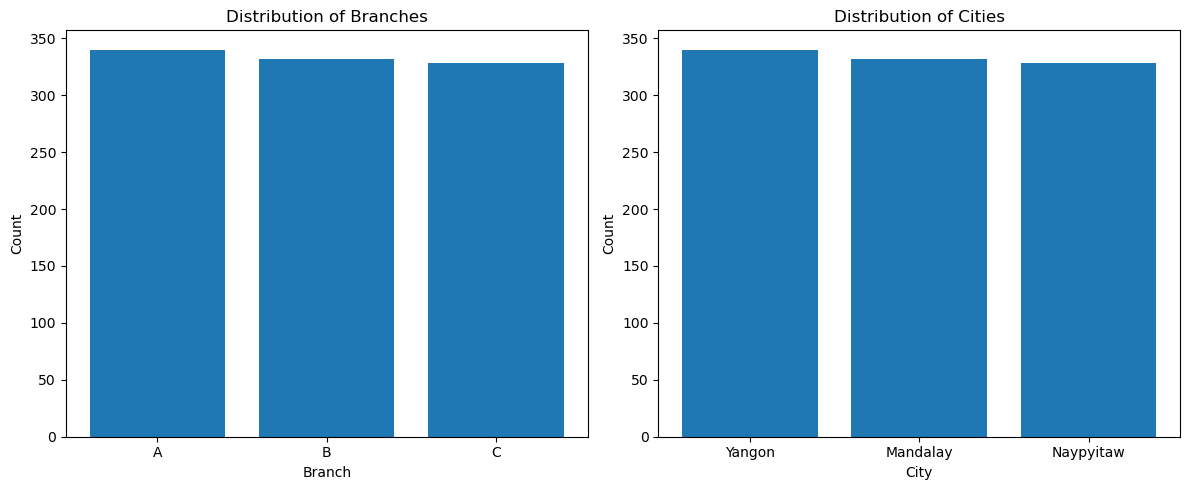 Distribution of Branches
350
300
250
200
150
100
50
0
Count
A B C
Branch
Distribution of Cities
350
300
250
200
150
100
50
0
Count
Yangon Mandalay Naypyitaw
City